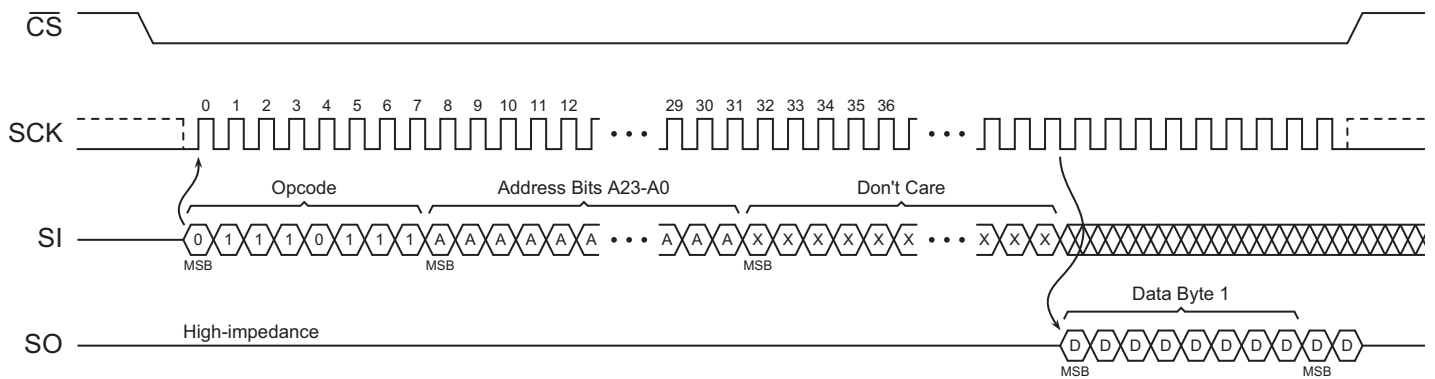 CS
0 1 2 3 4 5 6 7 8 9 10 11 12 29 30 31 32 33 34 35 36
SCK
Opcode Address Bits A23-A0 Don't Care
SI 0 1 1 1 0 1 1 1 A A A A A A A A A X X X X X X X X X
MSB MSB MSB
Data Byte 1
High-impedance
SO D D D D D D D D D D
MSB MSB